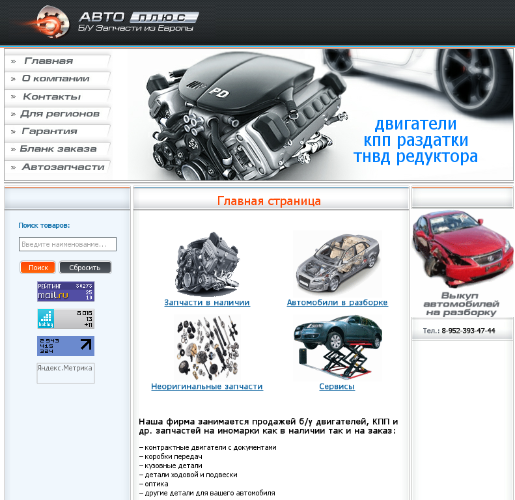 АВТО ПЛЮС
Б/У Запчасти из Европы
» Главная
» О компании
» Контакты
» Для регионов
» Гарантия
» Бланк заказа
» Автозапчасти
PD
двигатели
кпп раздатки
тнвд редуктора
Поиск товаров:
Введите наименование...
Поиск
Сбросить
РЕЙТИНГ
mail.ru
Яндекс.Метрика
Главная страница
Запчасти в наличии
Автомобили в разборке
Неоригинальные запчасти
Сервисы
Наша фирма занимается продажей б/у двигателей, КПП и
др. запчастей на иномарки как в наличии так и на заказ:
– контрактные двигатели с документами
– коробки передач
– кузовные детали
– детали ходовой и подвески
– оптика
– другие детали для вашего автомобиля
Выкуп
автомобилей
на разборку
Тел.: 8-952-393-47-44